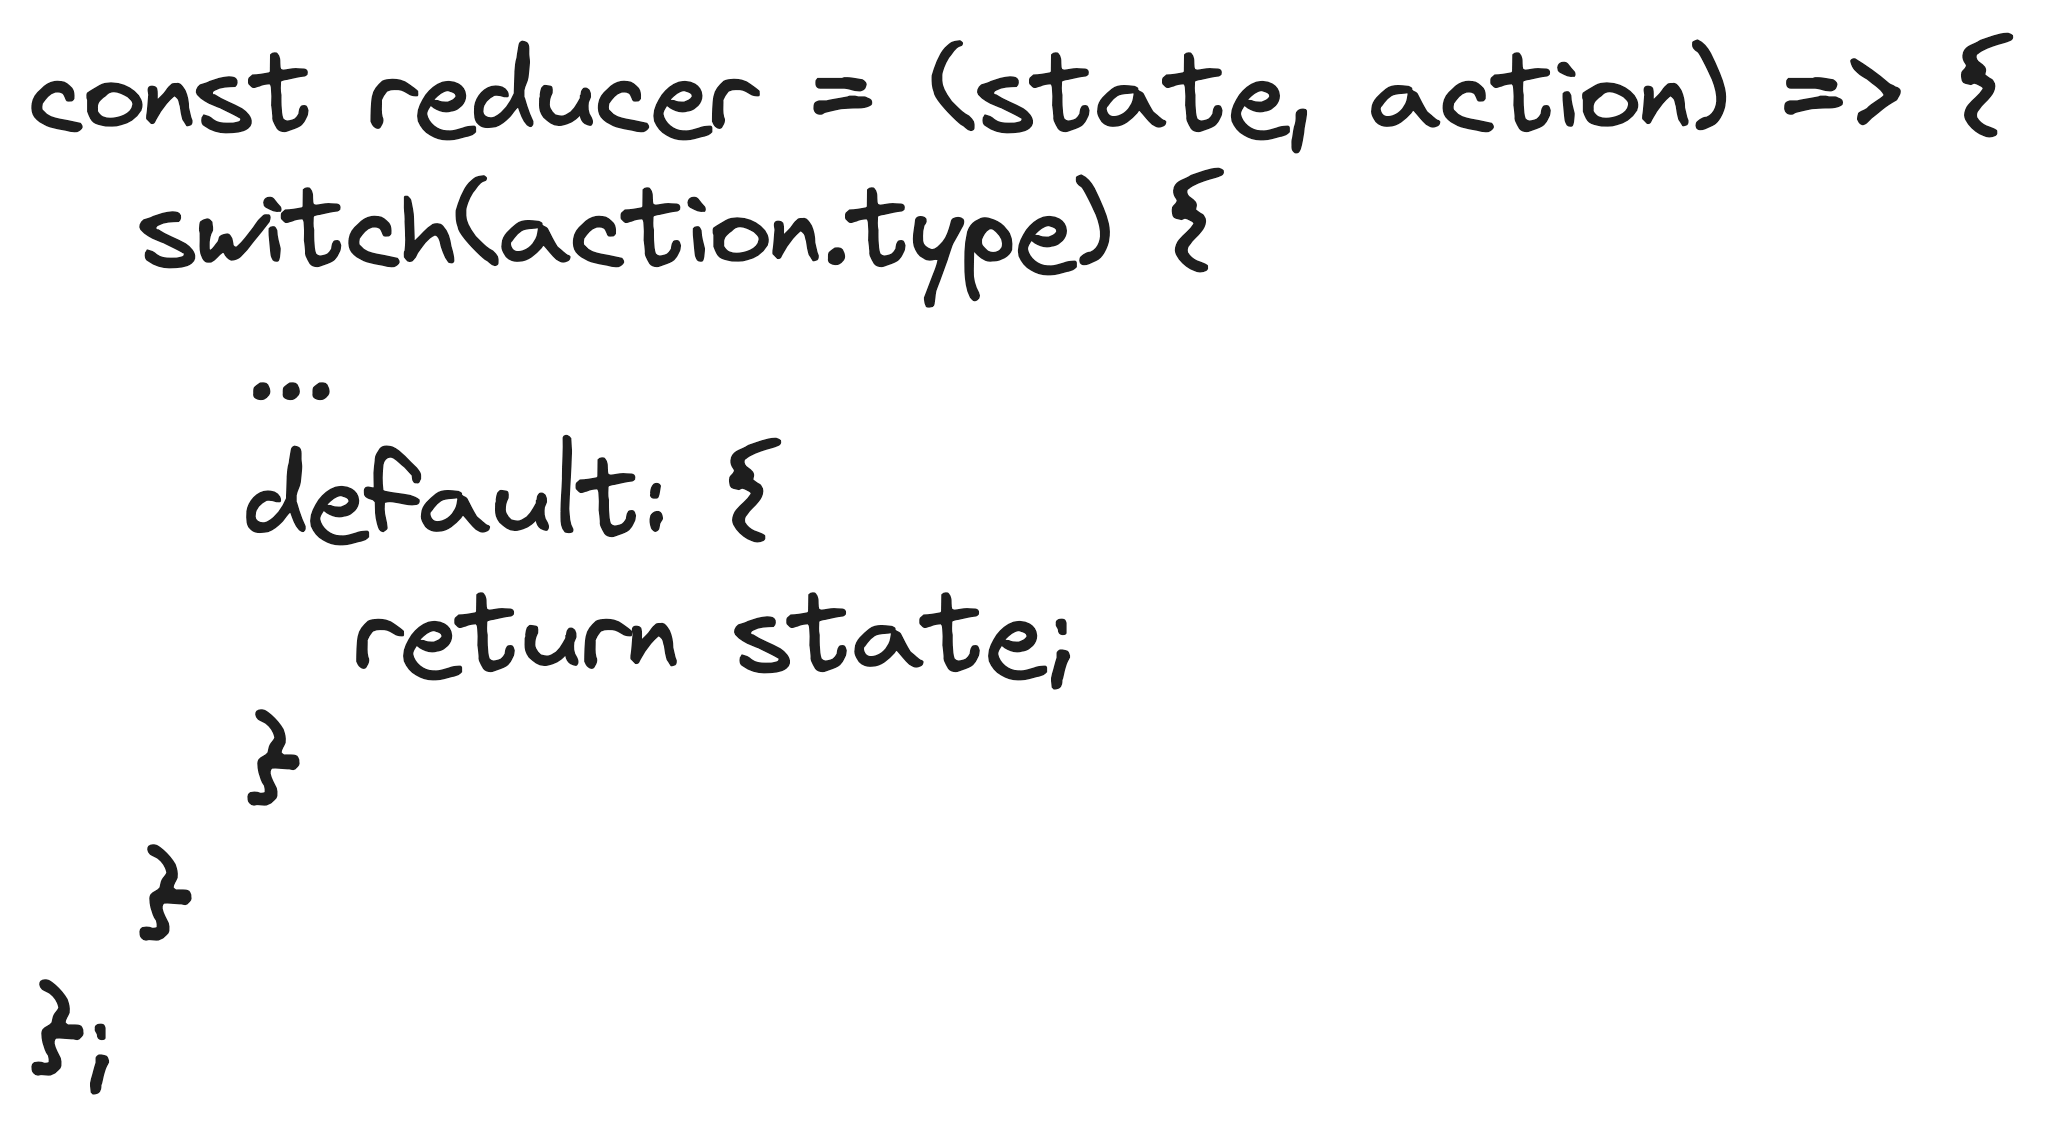 const reducer = (state, action) => {
switch(action.type) {
...
default: {
return state;
}
}
};